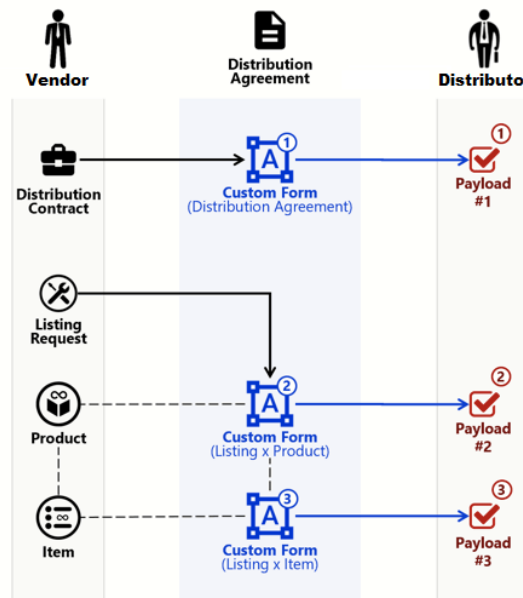 Vendor
Distribution
Agreement
Distributo
1
A
1
Distribution
Contract
Custom Form
(Distribution Agreement)
Payload
#1
Listing
Request
2
A
2
Product
Custom Form
(Listing x Product)
Payload
#2
3
A
3
Item
Custom Form
(Listing x Item)
Payload
#3